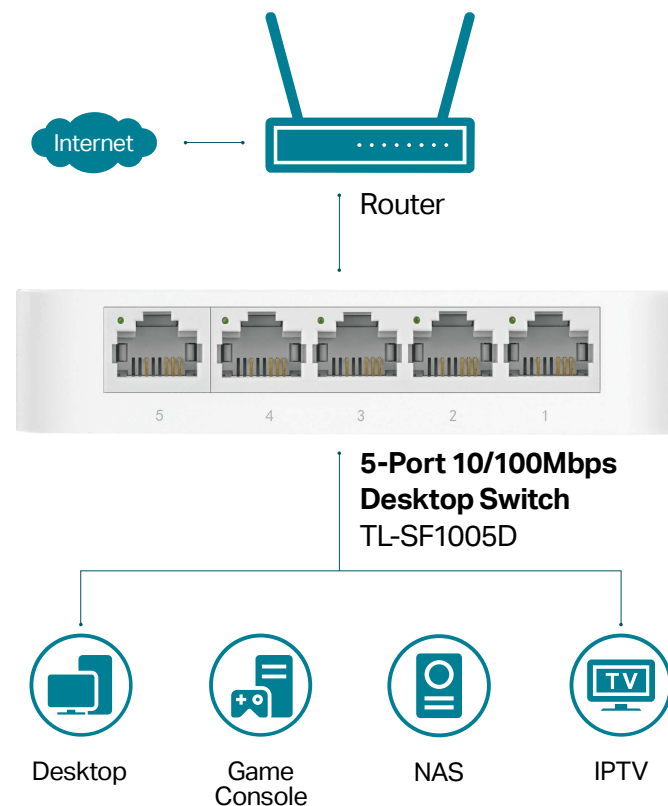 Internet
Router
5 4 3 2 1
5-Port 10/100Mbps
Desktop Switch
TL-SF1005D
TV
Desktop
Game
Console
NAS
IPTV